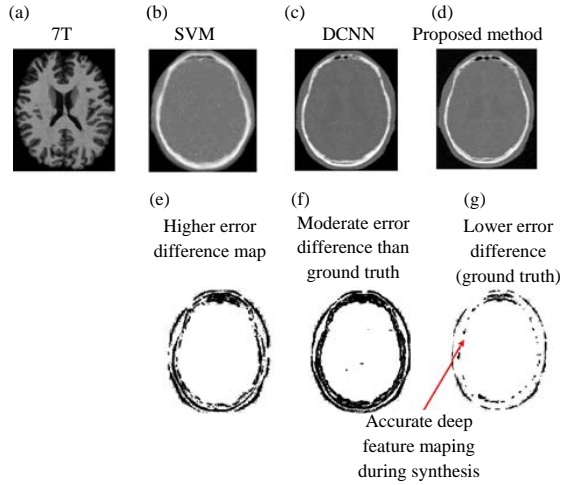 (a)
7T
(b)
SVM
(c)
DCNN
(d)
Proposed method
(e)
Higher error
difference map
(f)
Moderate error
difference than
ground truth
(g)
Lower error
difference
(ground truth)
Accurate deep
feature maping
during synthesis